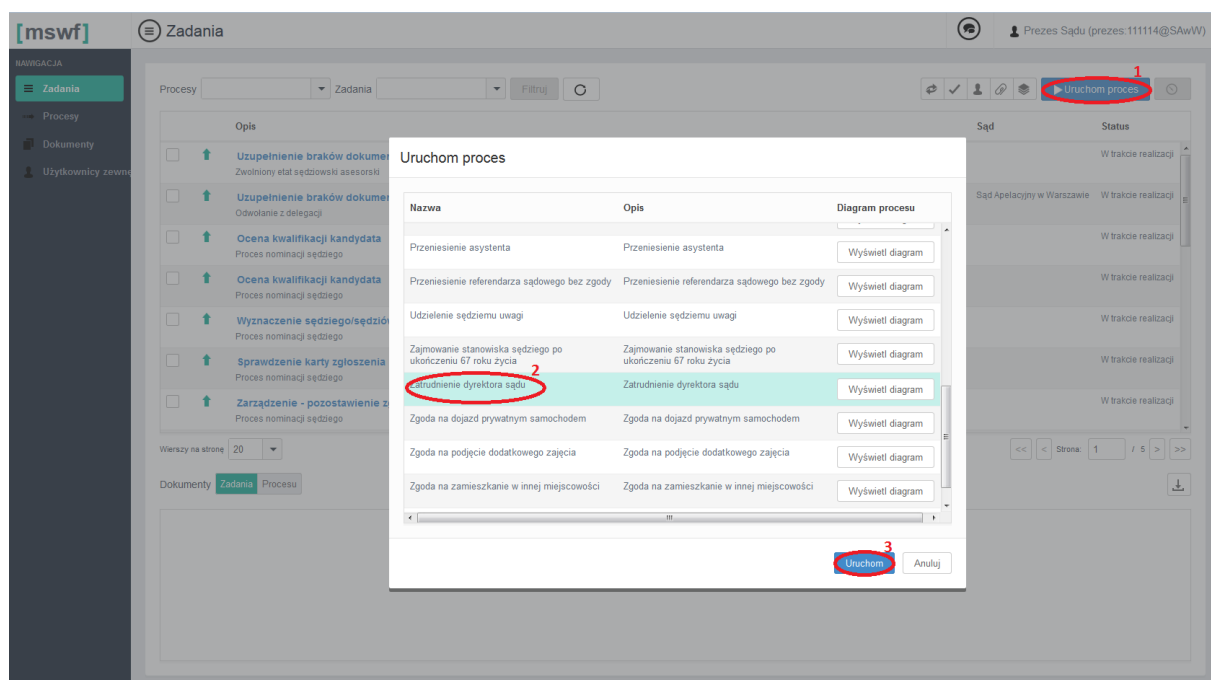 [mswf]
Zadania
Prezes Sądu (prezes:111114@SAwW)
NAWIGACJA
Zadania
Procesy
Dokumenty
Użytkownicy zewnę
Procesy
Zadania
Filtruj
1
Uruchom proces
Opis
Sąd
Status
Uzupełnienie braków dokumen
Zwolniony etat sędziowski asesorski
W trakcie realizacji
Uzupełnienie braków dokumen
Odwołanie z delegacji
Sąd Apelacyjny w Warszawie
W trakcie realizacji
Ocena kwalifikacji kandydata
Proces nominacji sędziego
W trakcie realizacji
Ocena kwalifikacji kandydata
Proces nominacji sędziego
W trakcie realizacji
Wyznaczenie sędziego/sędziów
Proces nominacji sędziego
W trakcie realizacji
Sprawdzenie karty zgłoszenia
Proces nominacji sędziego
W trakcie realizacji
Zarządzenie - pozostawienie z
Proces nominacji sędziego
W trakcie realizacji
Wierszy na stronę
20
<<
<
Strona:
1
/ 5
>
>>
Dokumenty
Zadania
Procesu
Uruchom proces
Nazwa
Opis
Diagram procesu
Przeniesienie asystenta
Przeniesienie asystenta
Wyświetl diagram
Przeniesienie referendarza sądowego bez zgody
Przeniesienie referendarza sądowego bez zgody
Wyświetl diagram
Udzielenie sędziemu uwagi
Udzielenie sędziemu uwagi
Wyświetl diagram
Zajmowanie stanowiska sędziego po
ukończeniu 67 roku życia
Zajmowanie stanowiska sędziego po
ukończeniu 67 roku życia
Wyświetl diagram
2
Zatrudnienie dyrektora sądu
Zatrudnienie dyrektora sądu
Wyświetl diagram
Zgoda na dojazd prywatnym samochodem
Zgoda na dojazd prywatnym samochodem
Wyświetl diagram
Zgoda na podjęcie dodatkowego zajęcia
Zgoda na podjęcie dodatkowego zajęcia
Wyświetl diagram
Zgoda na zamieszkanie w innej miejscowości
Zgoda na zamieszkanie w innej miejscowości
Wyświetl diagram
3
Uruchom
Anuluj